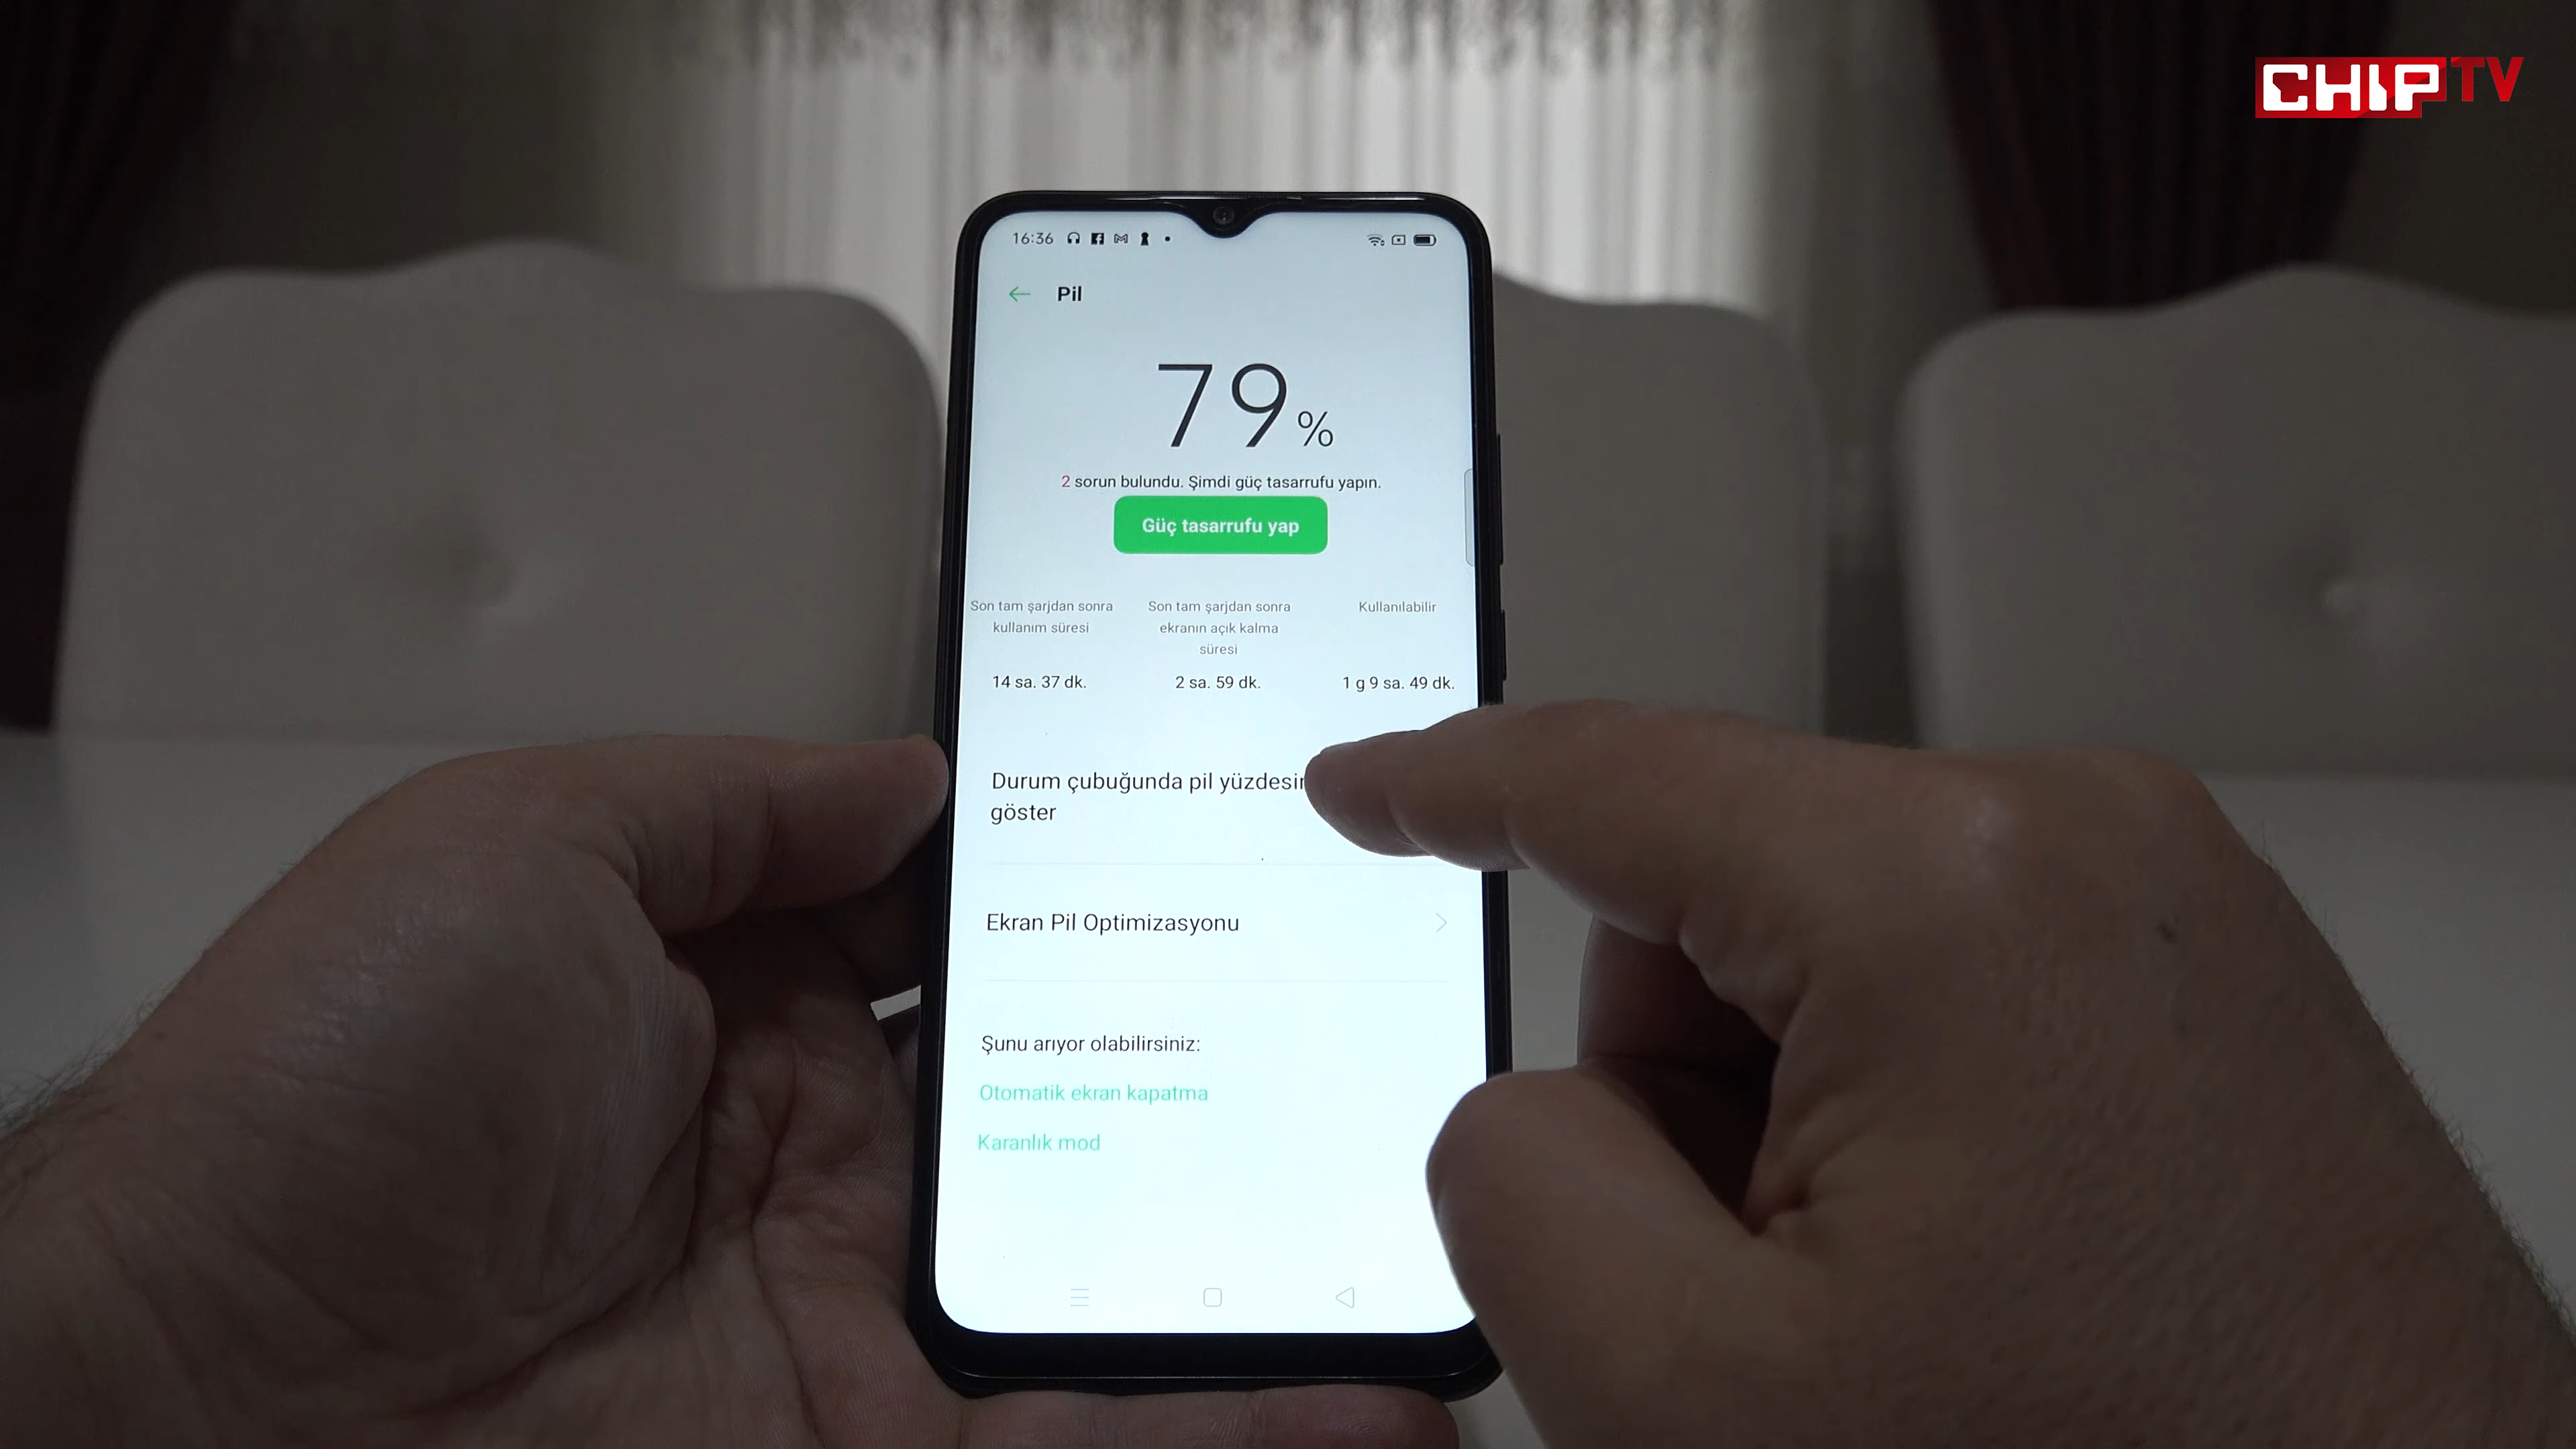 CHIP TV
16:36
Pil
79%
2 sorun bulundu. Şimdi güç tasarrufu yapın.
Güç tasarrufu yap
Son tam şarjdan sonra
kullanım süresi
14 sa. 37 dk.
Son tam şarjdan sonra
ekranın açık kalma
süresi
2 sa. 59 dk.
Kullanılabilir
1 g 9 sa. 49 dk.
Durum çubuğunda pil
göster
Ekran Pil Optimizasyonu
Şunu arıyor olabilirsiniz:
Otomatik ekran kapatma
Karanlık mod